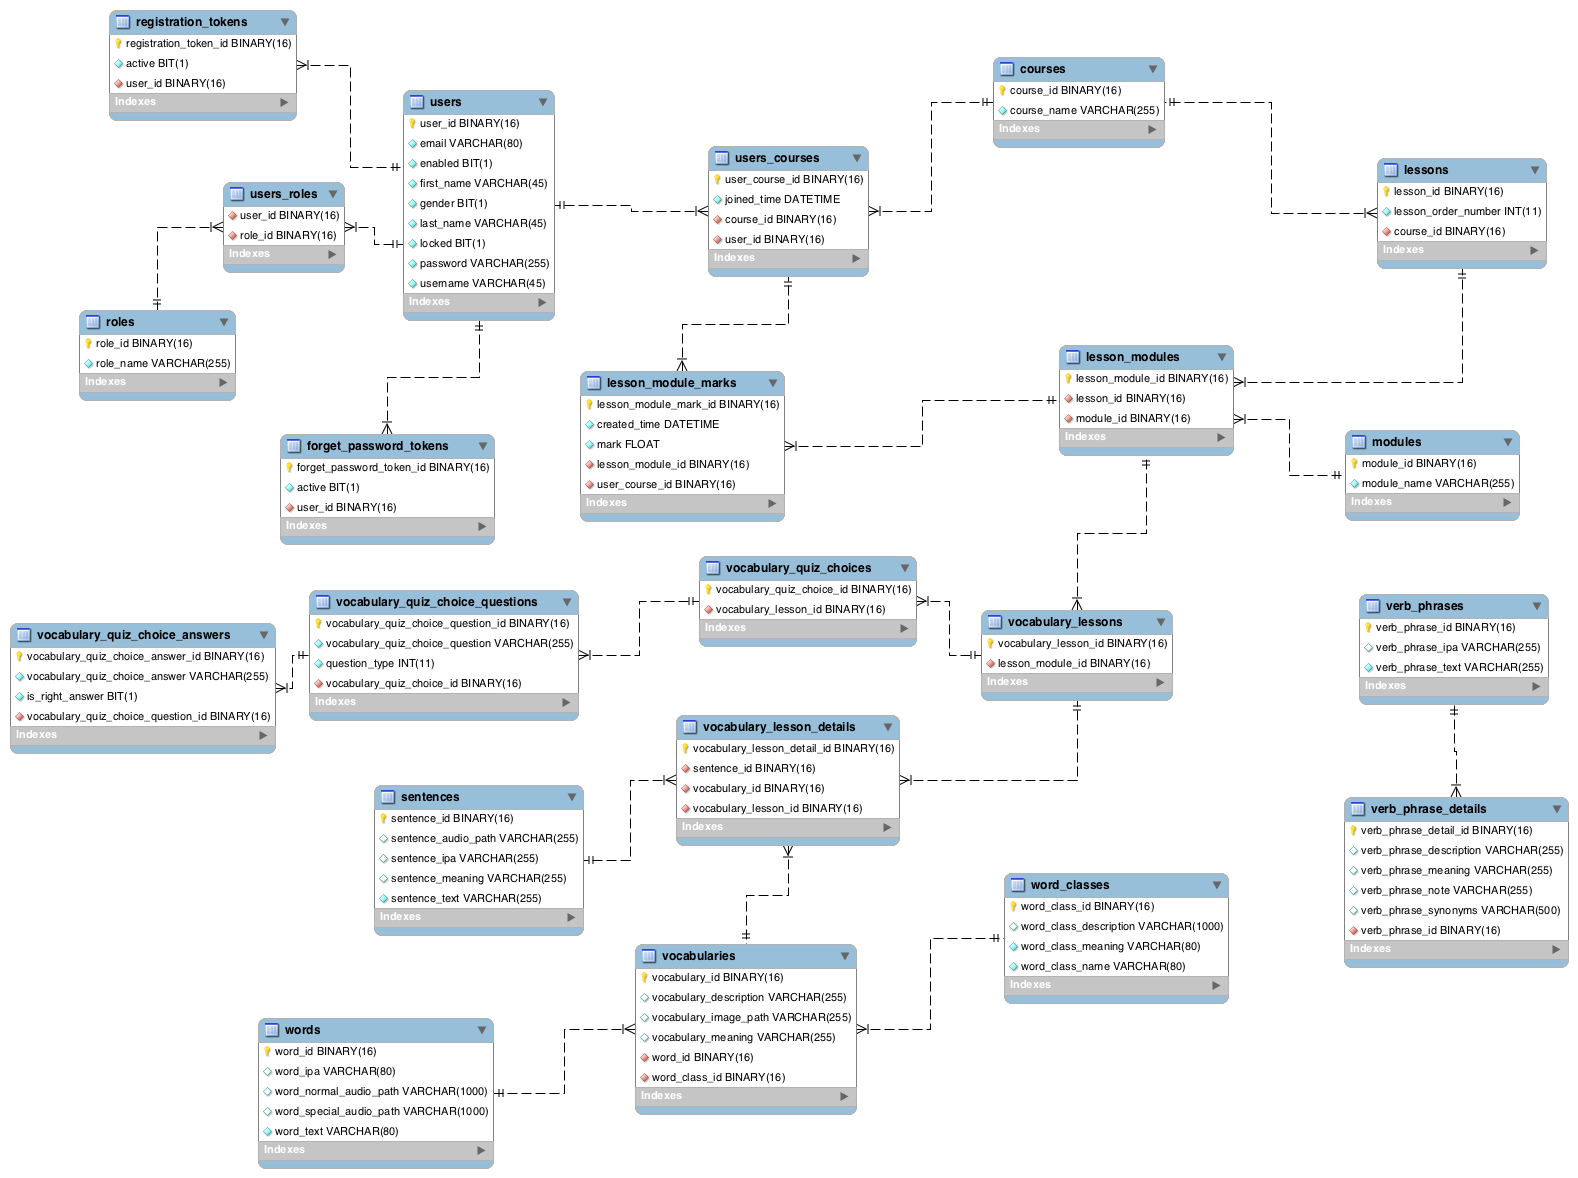 registration_tokens
registration_token_id BINARY(16)
active BIT(1)
user_id BINARY(16)
Indexes
users
user_id BINARY(16)
email VARCHAR(80)
enabled BIT(1)
first_name VARCHAR(45)
gender BIT(1)
last_name VARCHAR(45)
locked BIT(1)
password VARCHAR(255)
username VARCHAR(45)
Indexes
users_roles
user_id BINARY(16)
role_id BINARY(16)
Indexes
roles
role_id BINARY(16)
role_name VARCHAR(255)
Indexes
users_courses
user_course_id BINARY(16)
joined_time DATETIME
course_id BINARY(16)
user_id BINARY(16)
Indexes
courses
course_id BINARY(16)
course_name VARCHAR(255)
Indexes
lessons
lesson_id BINARY(16)
lesson_order_number INT(11)
course_id BINARY(16)
Indexes
forget_password_tokens
forget_password_token_id BINARY(16)
active BIT(1)
user_id BINARY(16)
Indexes
lesson_module_marks
lesson_module_mark_id BINARY(16)
created_time DATETIME
mark FLOAT
lesson_module_id BINARY(16)
user_course_id BINARY(16)
Indexes
lesson_modules
lesson_module_id BINARY(16)
lesson_id BINARY(16)
module_id BINARY(16)
Indexes
modules
module_id BINARY(16)
module_name VARCHAR(255)
Indexes
vocabulary_quiz_choice_answers
vocabulary_quiz_choice_answer_id BINARY(16)
vocabulary_quiz_choice_answer VARCHAR(255)
is_right_answer BIT(1)
vocabulary_quiz_choice_question_id BINARY(16)
Indexes
vocabulary_quiz_choice_questions
vocabulary_quiz_choice_question_id BINARY(16)
vocabulary_quiz_choice_question VARCHAR(255)
question_type INT(11)
vocabulary_quiz_choice_id BINARY(16)
Indexes
vocabulary_quiz_choices
vocabulary_quiz_choice_id BINARY(16)
vocabulary_lesson_id BINARY(16)
Indexes
vocabulary_lessons
vocabulary_lesson_id BINARY(16)
lesson_module_id BINARY(16)
Indexes
verb_phrases
verb_phrase_id BINARY(16)
verb_phrase_ipa VARCHAR(255)
verb_phrase_text VARCHAR(255)
Indexes
vocabulary_lesson_details
vocabulary_lesson_detail_id BINARY(16)
sentence_id BINARY(16)
vocabulary_id BINARY(16)
vocabulary_lesson_id BINARY(16)
Indexes
sentences
sentence_id BINARY(16)
sentence_audio_path VARCHAR(255)
sentence_ipa VARCHAR(255)
sentence_meaning VARCHAR(255)
sentence_text VARCHAR(255)
Indexes
verb_phrase_details
verb_phrase_detail_id BINARY(16)
verb_phrase_description VARCHAR(255)
verb_phrase_meaning VARCHAR(255)
verb_phrase_note VARCHAR(255)
verb_phrase_synonyms VARCHAR(500)
verb_phrase_id BINARY(16)
Indexes
word_classes
word_class_id BINARY(16)
word_class_description VARCHAR(1000)
word_class_meaning VARCHAR(80)
word_class_name VARCHAR(80)
Indexes
vocabularies
vocabulary_id BINARY(16)
vocabulary_description VARCHAR(255)
vocabulary_image_path VARCHAR(255)
vocabulary_meaning VARCHAR(255)
word_id BINARY(16)
word_class_id BINARY(16)
Indexes
words
word_id BINARY(16)
word_ipa VARCHAR(80)
word_normal_audio_path VARCHAR(1000)
word_special_audio_path VARCHAR(1000)
word_text VARCHAR(80)
Indexes